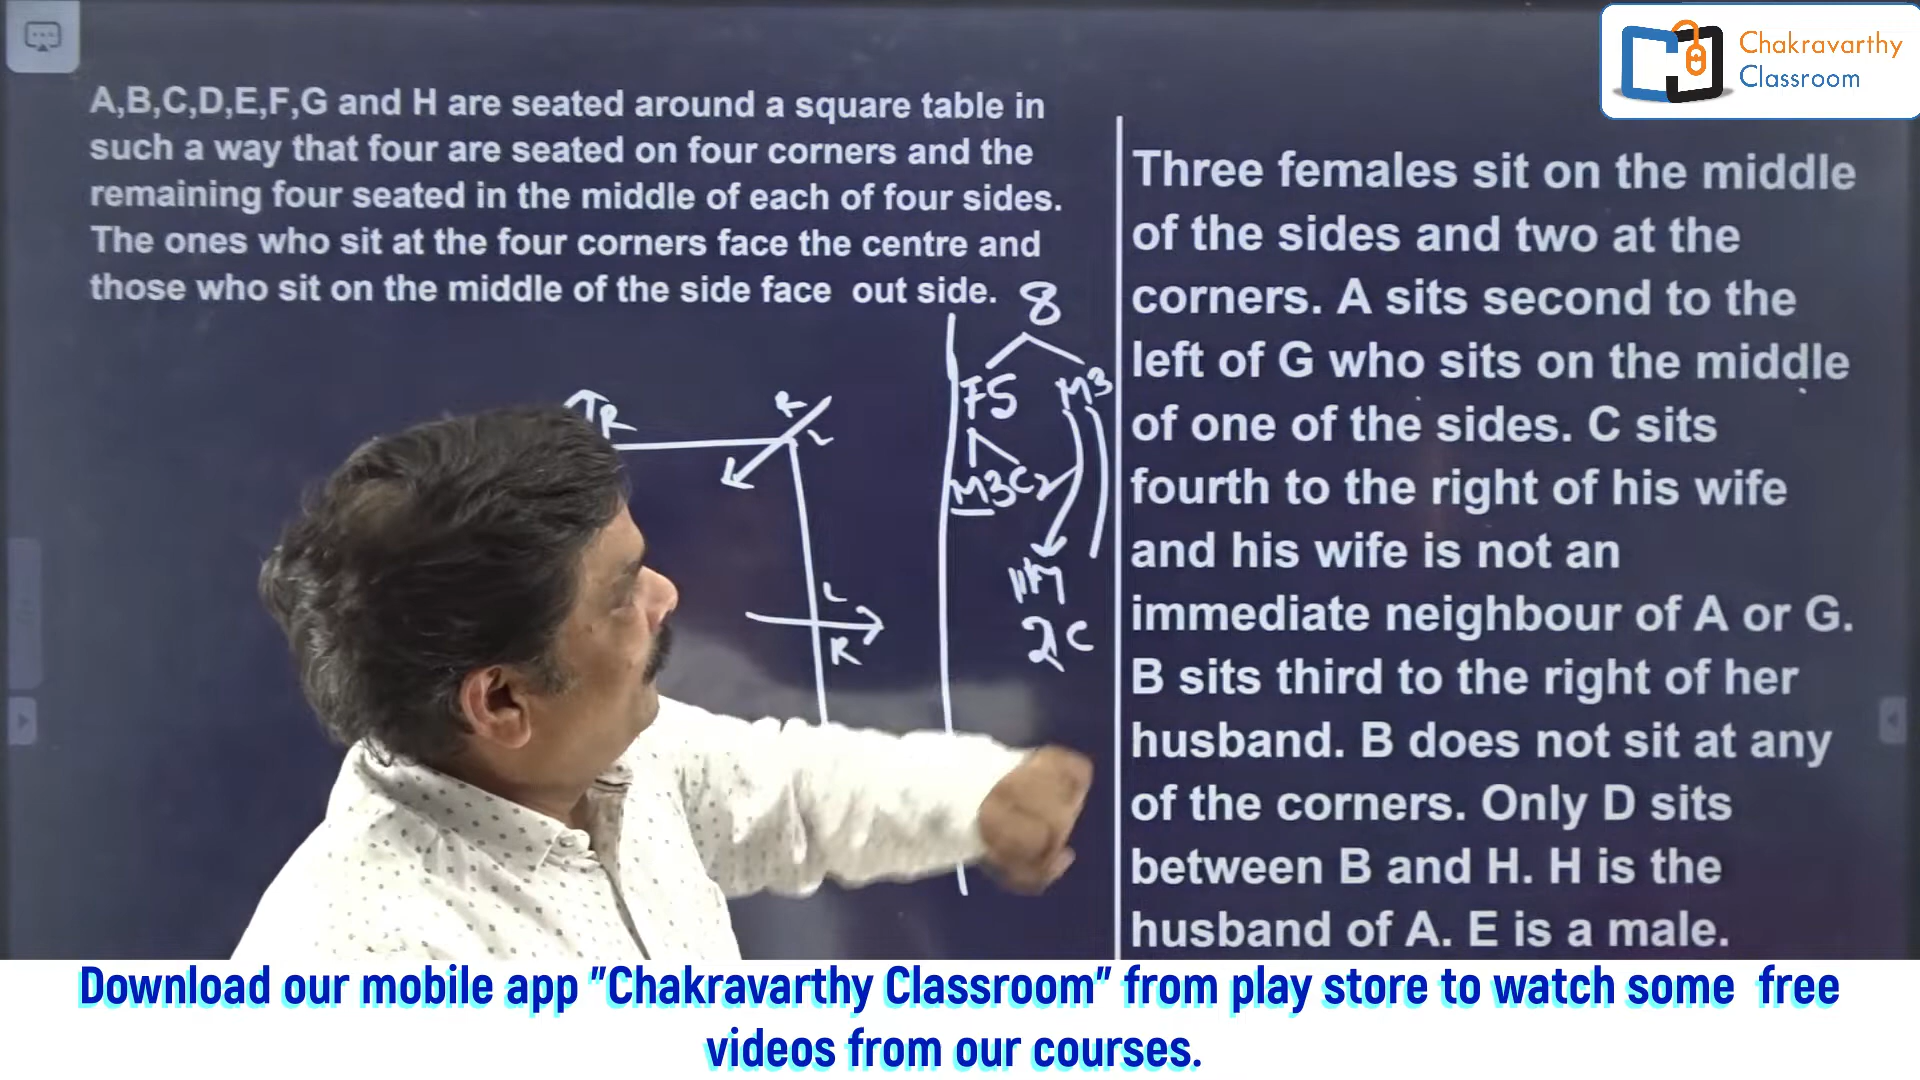 Chakravarthy
Classroom
A,B,C,D,E,F,G and H are seated around a square table in
such a way that four are seated on four corners and the
remaining four seated in the middle of each of four sides.
The ones who sit at the four corners face the centre and
those who sit on the middle of the side face out side.
8
F5 M3
M3 C2
1M
2C
R
R
L
L
R
Three females sit on the middle
of the sides and two at the
corners. A sits second to the
left of G who sits on the middle
of one of the sides. C sits
fourth to the right of his wife
and his wife is not an
immediate neighbour of A or G.
B sits third to the right of her
husband. B does not sit at any
of the corners. Only D sits
between B and H. H is the
husband of A. E is a male.
Download our mobile app "Chakravarthy Classroom" from play store to watch some free
videos from our courses.